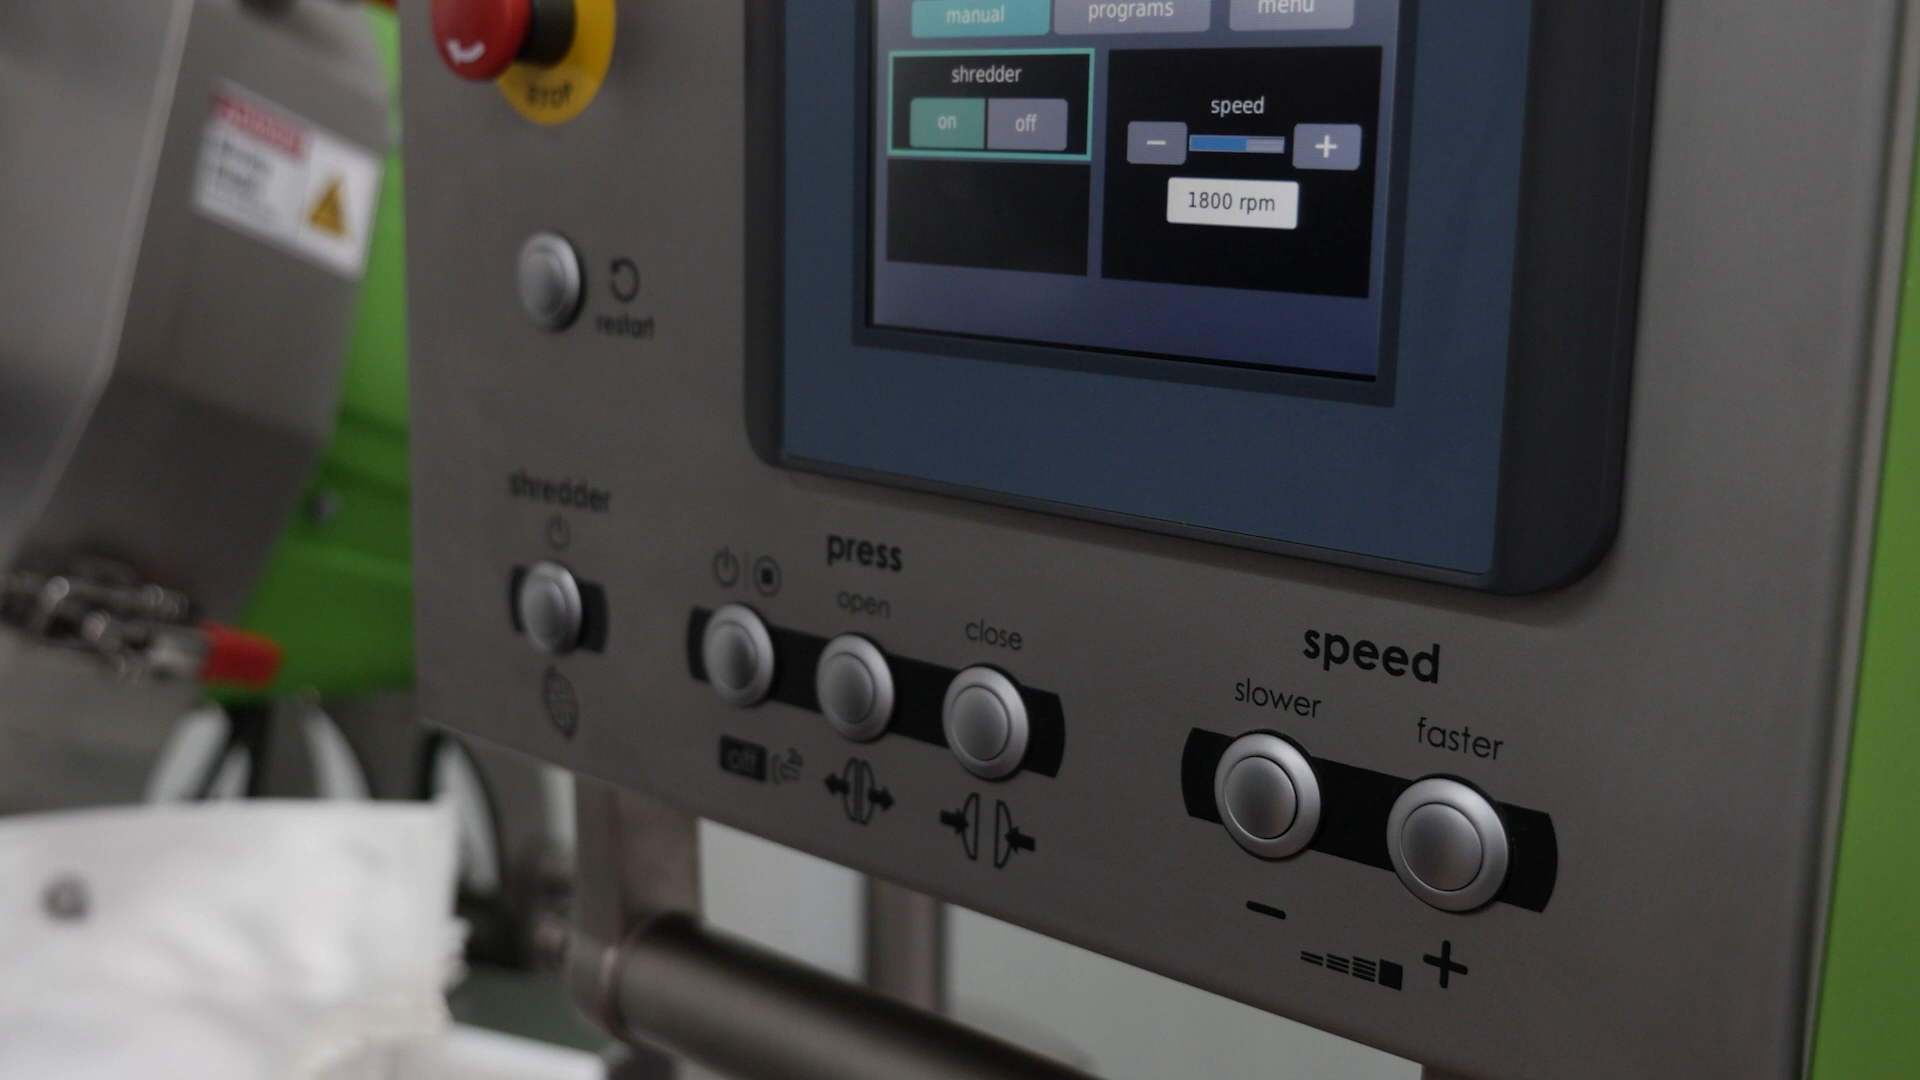 manual
programs
menu
shredder
on
off
speed
−
+
1800 rpm
STOP
restart
shredder
press
open
close
off
speed
slower
faster
−
+